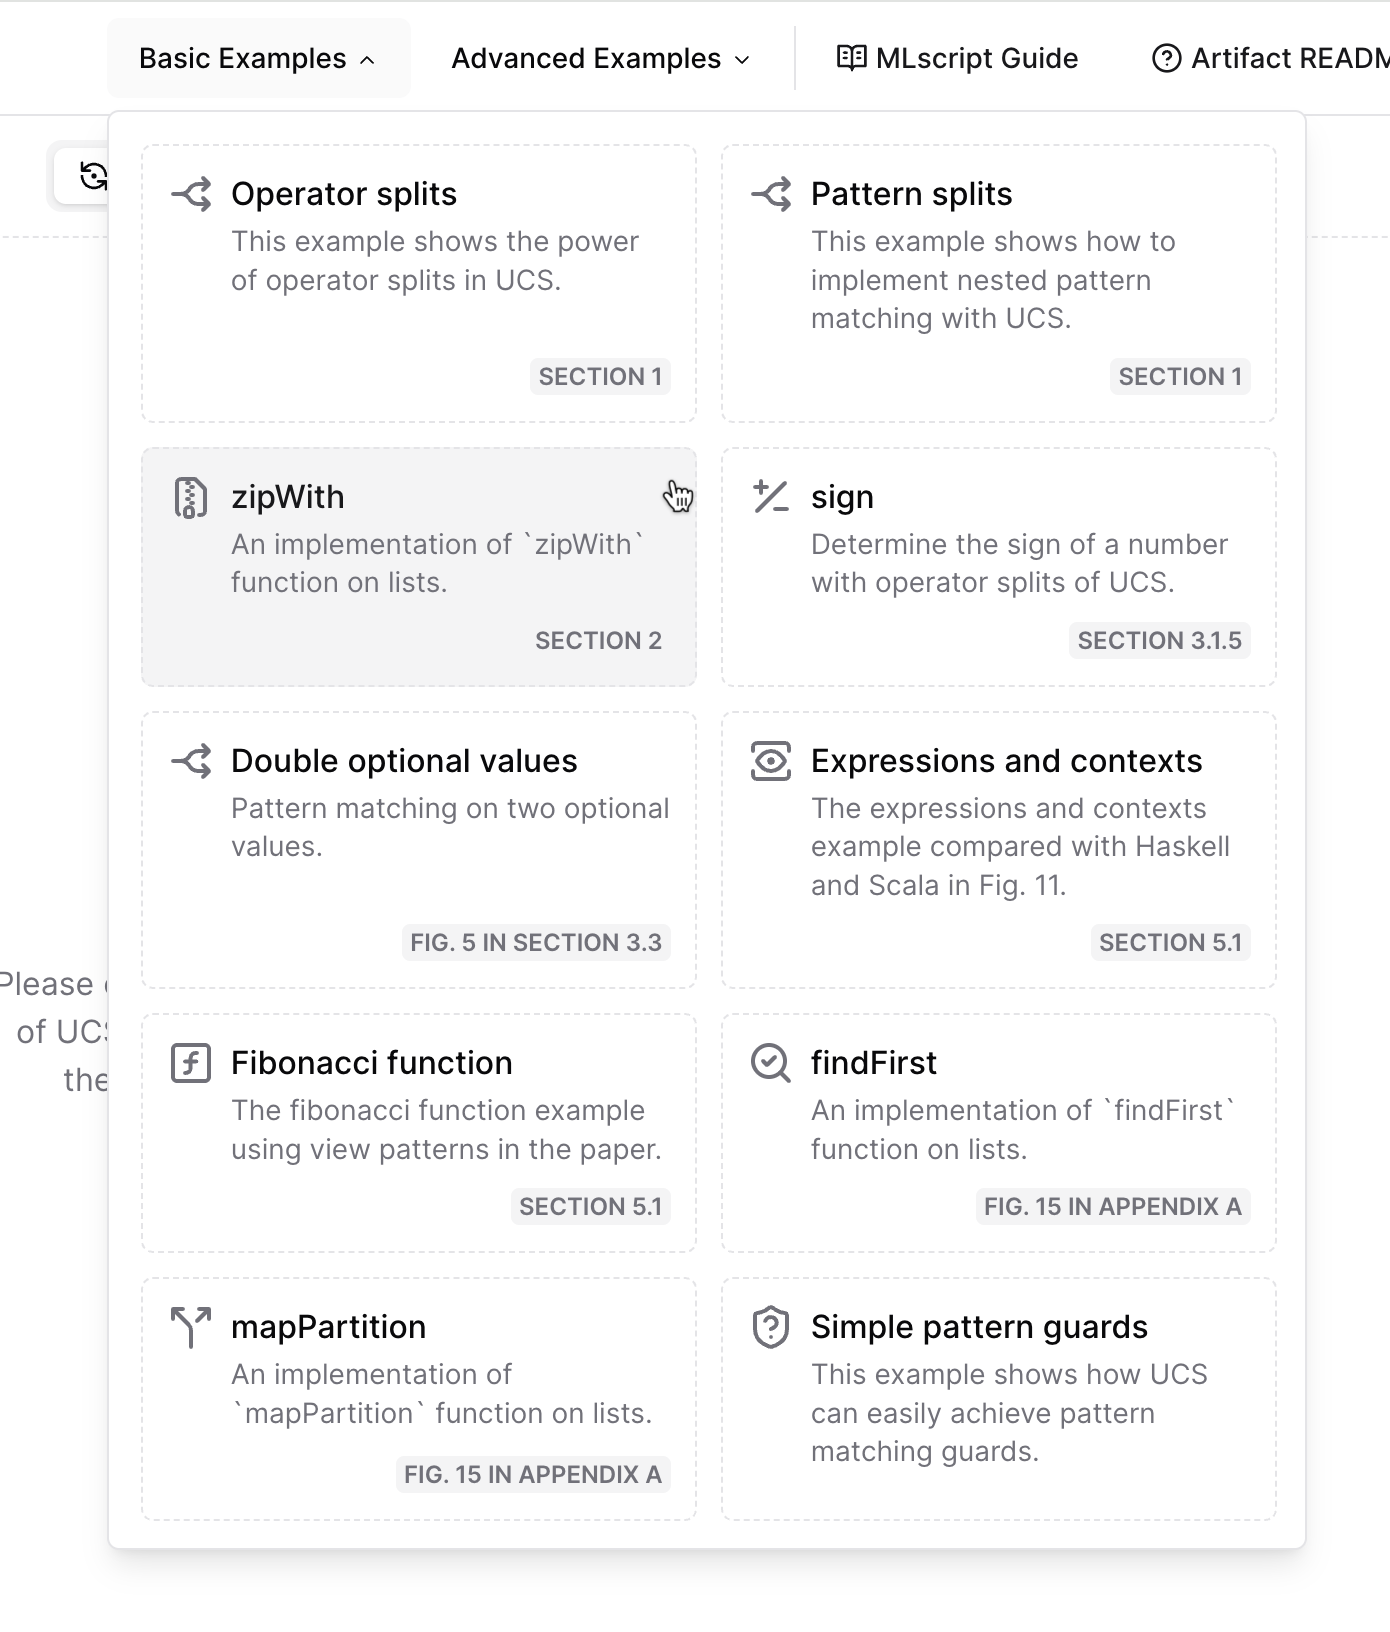 Basic Examples
Advanced Examples
MLscript Guide
Artifact READM
Operator splits
This example shows the power
of operator splits in UCS.
SECTION 1
Pattern splits
This example shows how to
implement nested pattern
matching with UCS.
SECTION 1
zipWith
An implementation of `zipWith`
function on lists.
SECTION 2
sign
Determine the sign of a number
with operator splits of UCS.
SECTION 3.1.5
Double optional values
Pattern matching on two optional
values.
FIG. 5 IN SECTION 3.3
Expressions and contexts
The expressions and contexts
example compared with Haskell
and Scala in Fig. 11.
SECTION 5.1
Please
of UCS
the
Fibonacci function
The fibonacci function example
using view patterns in the paper.
SECTION 5.1
findFirst
An implementation of `findFirst`
function on lists.
FIG. 15 IN APPENDIX A
mapPartition
An implementation of
`mapPartition` function on lists.
FIG. 15 IN APPENDIX A
Simple pattern guards
This example shows how UCS
can easily achieve pattern
matching guards.